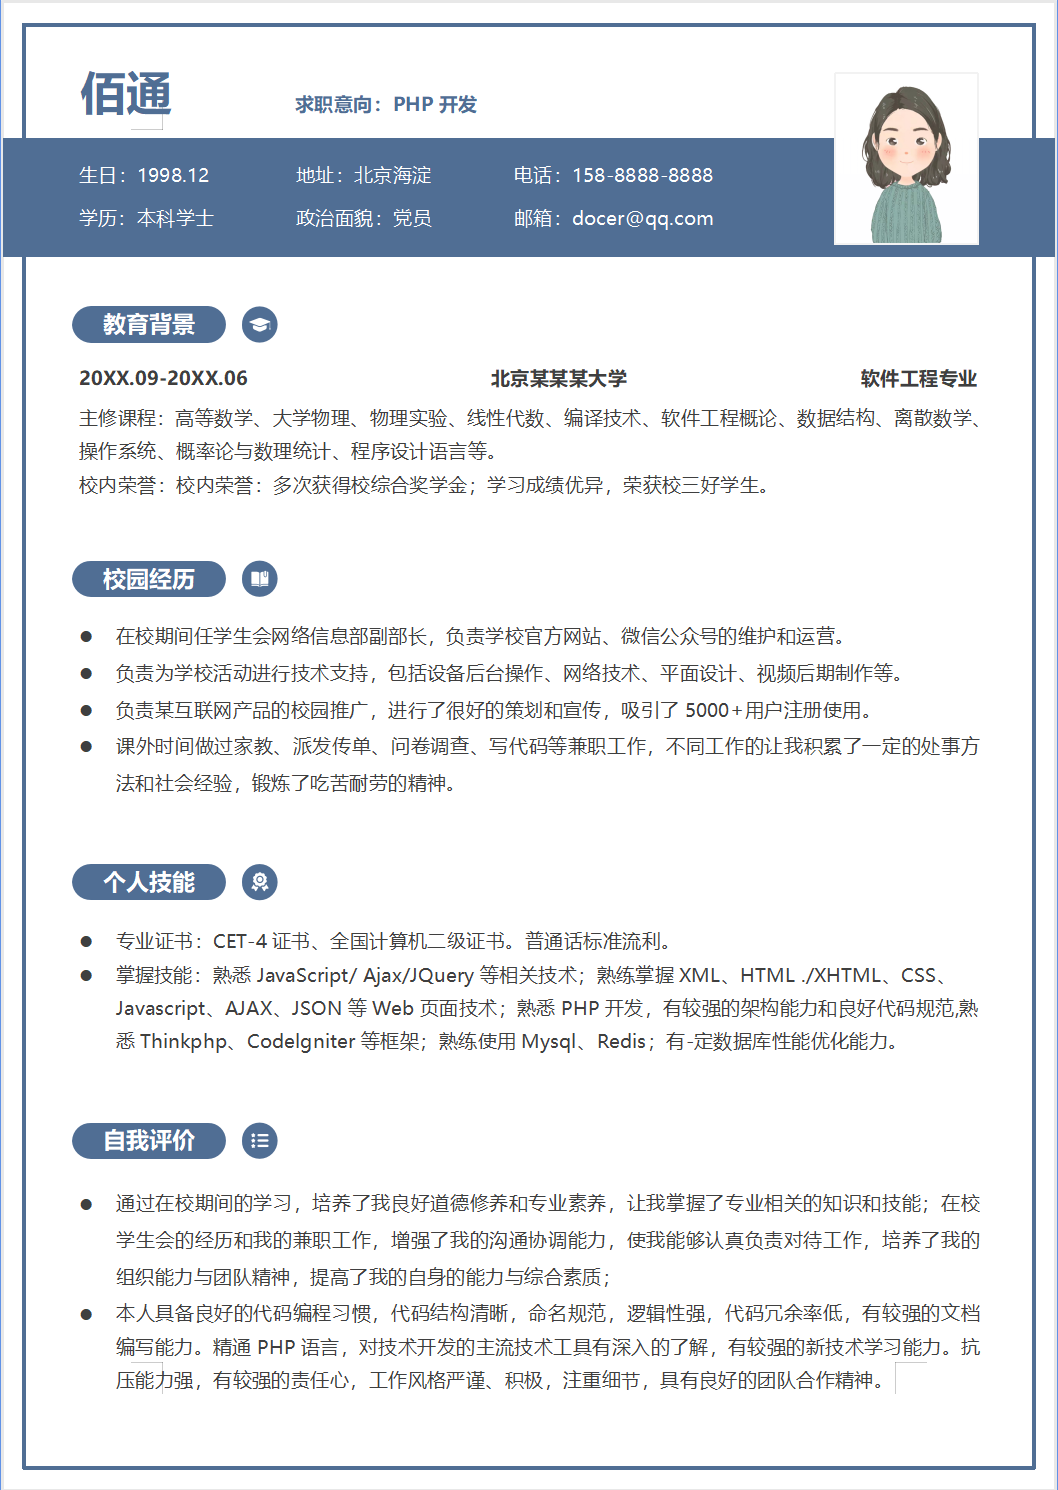 佰通
求职意向：PHP 开发
生日：1998.12 地址：北京海淀 电话：158-8888-8888
学历：本科学士 政治面貌：党员 邮箱：docer@qq.com
教育背景
20XX.09-20XX.06 北京某某某大学 软件工程专业
主修课程：高等数学、大学物理、物理实验、线性代数、编译技术、软件工程概论、数据结构、离散数学、
操作系统、概率论与数理统计、程序设计语言等。
校内荣誉：校内荣誉：多次获得校综合奖学金；学习成绩优异，荣获校三好学生。
校园经历
● 在校期间任学生会网络信息部副部长，负责学校官方网站、微信公众号的维护和运营。
● 负责为学校活动进行技术支持，包括设备后台操作、网络技术、平面设计、视频后期制作等。
● 负责某互联网产品的校园推广，进行了很好的策划和宣传，吸引了 5000+用户注册使用。
● 课外时间做过家教、派发传单、问卷调查、写代码等兼职工作，不同工作的让我积累了一定的处事方
法和社会经验，锻炼了吃苦耐劳的精神。
个人技能
● 专业证书：CET-4 证书、全国计算机二级证书。普通话标准流利。
● 掌握技能：熟悉 JavaScript/ Ajax/JQuery 等相关技术；熟练掌握 XML、HTML ./XHTML、CSS、
Javascript、AJAX、JSON 等 Web 页面技术；熟悉 PHP 开发，有较强的架构能力和良好代码规范,熟
悉 Thinkphp、Codelgniter 等框架；熟练使用 Mysql、Redis；有-定数据库性能优化能力。
自我评价
● 通过在校期间的学习，培养了我良好道德修养和专业素养，让我掌握了专业相关的知识和技能；在校
学生会的经历和我的兼职工作，增强了我的沟通协调能力，使我能够认真负责对待工作，培养了我的
组织能力与团队精神，提高了我的自身的能力与综合素质；
● 本人具备良好的代码编程习惯，代码结构清晰，命名规范，逻辑性强，代码冗余率低，有较强的文档
编写能力。精通 PHP 语言，对技术开发的主流技术工具有深入的了解，有较强的新技术学习能力。抗
压能力强，有较强的责任心，工作风格严谨、积极，注重细节，具有良好的团队合作精神。